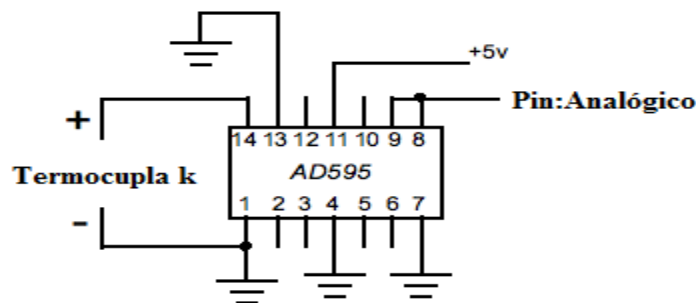 +5v
Pin:Analógico
+
14 13 12 11 10 9 8
AD595
Termocupla k
1 2 3 4 5 6 7
-